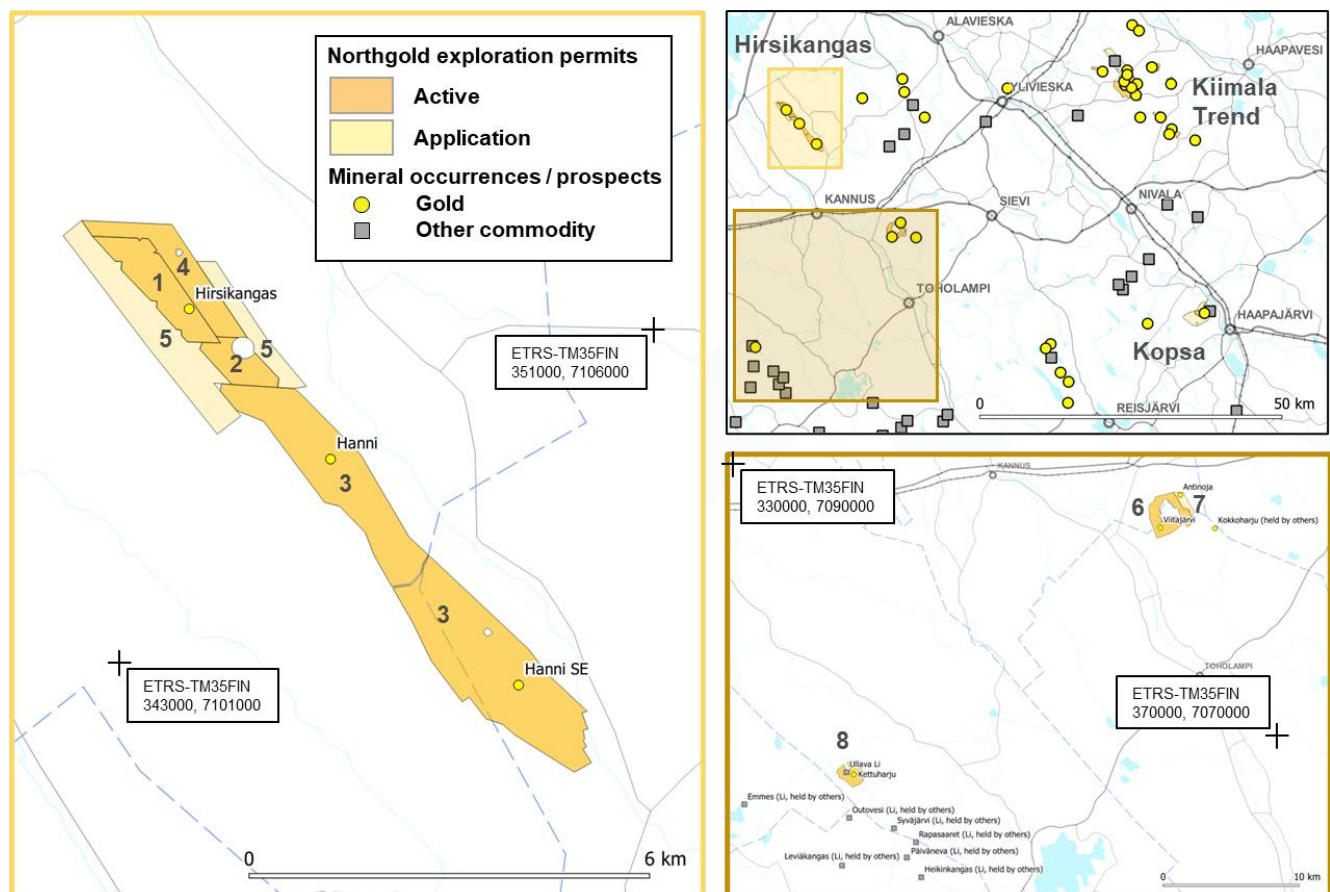 Northgold exploration permits
Active
Application
Mineral occurrences / prospects
Gold
Other commodity
4
1
Hirsikangas
5
5
2
ETRS-TM35FIN
351000, 7106000
Hanni
3
3
Hanni SE
ETRS-TM35FIN
343000, 7101000
0
6 km
Hirsikangas
ALAVIESKA
HAAPAVESI
YLIVIESKA
Kiimala
Trend
KANNUS
SIEVI
NIVALA
TOHOLAMPI
HAAPAJÄRVI
Kopsa
REISJÄRVI
0
50 km
KANNUS
ETRS-TM35FIN
330000, 7090000
Antinoja
6
7
Viitajärvi
Kokkoharju (held by others)
TOHOLAMPI
ETRS-TM35FIN
370000, 7070000
8
Ullava Li
Kettuharju
Emmes (Li, held by others)
Outovesi (Li, held by others)
Syväjärvi (Li, held by others)
Rapasaaret (Li, held by others)
Leviäkangas (Li, held by others)
Päiväneva (Li, held by others)
Heikinkangas (Li, held by others)
0
10 km